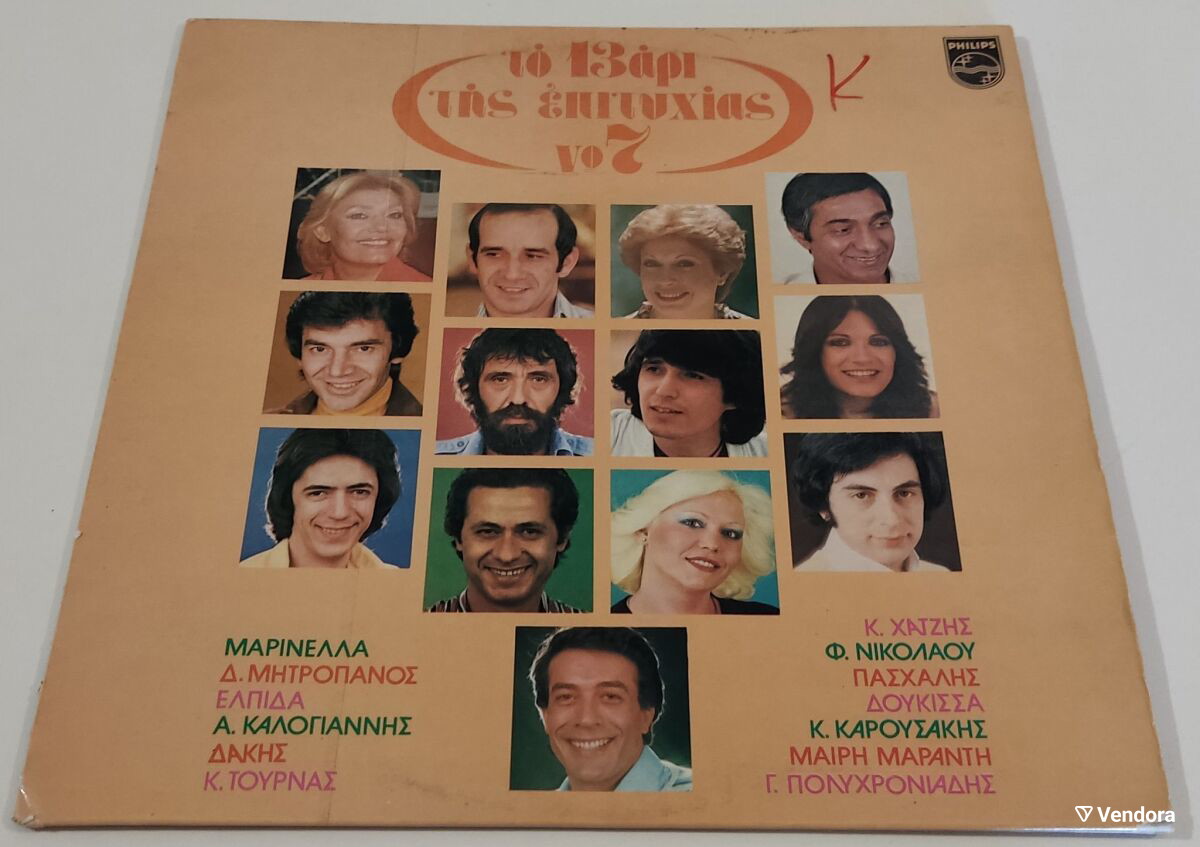 τὸ 13άρι
τῆς ἐπιτυχίας
νο 7
K
PHILIPS
ΜΑΡΙΝΕΛΛΑ
Δ. ΜΗΤΡΟΠΑΝΟΣ
ΕΛΠΙΔΑ
Α. ΚΑΛΟΓΙΑΝΝΗΣ
ΔΑΚΗΣ
Κ. ΤΟΥΡΝΑΣ
Κ. ΧΑΤΖΗΣ
Φ. ΝΙΚΟΛΑΟΥ
ΠΑΣΧΑΛΗΣ
ΔΟΥΚΙΣΣΑ
Κ. ΚΑΡΟΥΣΑΚΗΣ
ΜΑΙΡΗ ΜΑΡΑΝΤΗ
Γ. ΠΟΛΥΧΡΟΝΙΑΔΗΣ
Vendora